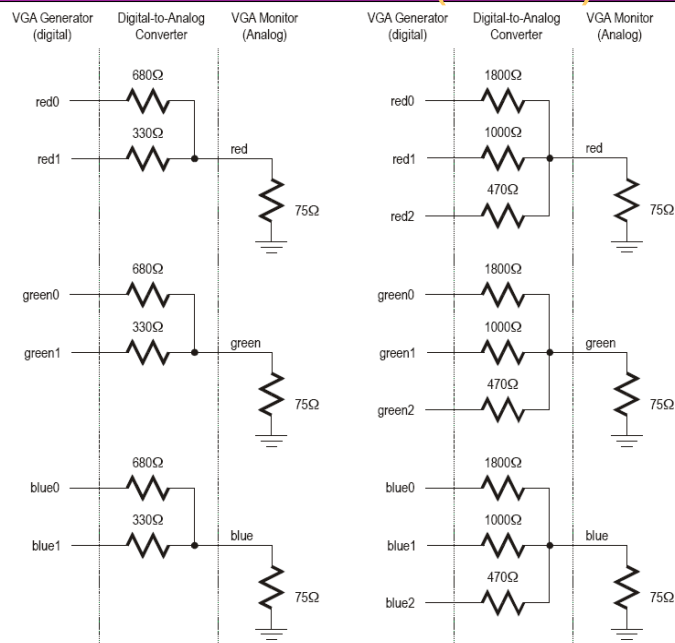 VGA Generator
(digital)
Digital-to-Analog
Converter
VGA Monitor
(Analog)
680Ω
red0
330Ω
red1
red
75Ω
680Ω
green0
330Ω
green1
green
75Ω
680Ω
blue0
330Ω
blue1
blue
75Ω
VGA Generator
(digital)
Digital-to-Analog
Converter
VGA Monitor
(Analog)
1800Ω
red0
1000Ω
red1
red
470Ω
red2
75Ω
1800Ω
green0
1000Ω
green1
green
470Ω
green2
75Ω
1800Ω
blue0
1000Ω
blue1
blue
470Ω
blue2
75Ω